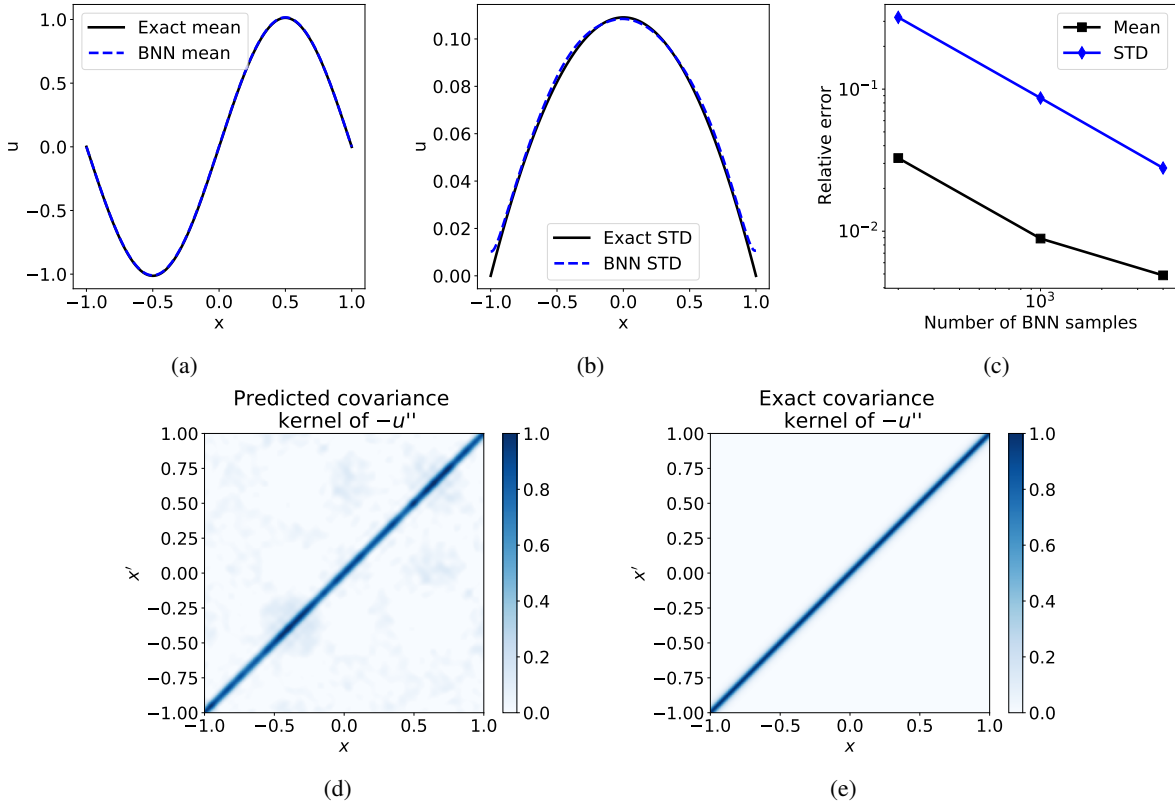 1.0
0.5
0.0
−0.5
−1.0
u
−1.0 −0.5 0.0 0.5 1.0
x
Exact mean
BNN mean
(a)
0.10
0.08
0.06
0.04
0.02
0.00
u
−1.0 −0.5 0.0 0.5 1.0
x
Exact STD
BNN STD
(b)
10⁻¹
10⁻²
Relative error
10³
Number of BNN samples
Mean
STD
(c)
Predicted covariance
kernel of −u''
1.00
0.75
0.50
0.25
0.00
−0.25
−0.50
−0.75
−1.00
x′
−1.0 −0.5 0.0 0.5 1.0
x
1.0
0.8
0.6
0.4
0.2
0.0
(d)
Exact covariance
kernel of −u''
1.00
0.75
0.50
0.25
0.00
−0.25
−0.50
−0.75
−1.00
x′
−1.0 −0.5 0.0 0.5 1.0
x
1.0
0.8
0.6
0.4
0.2
0.0
(e)